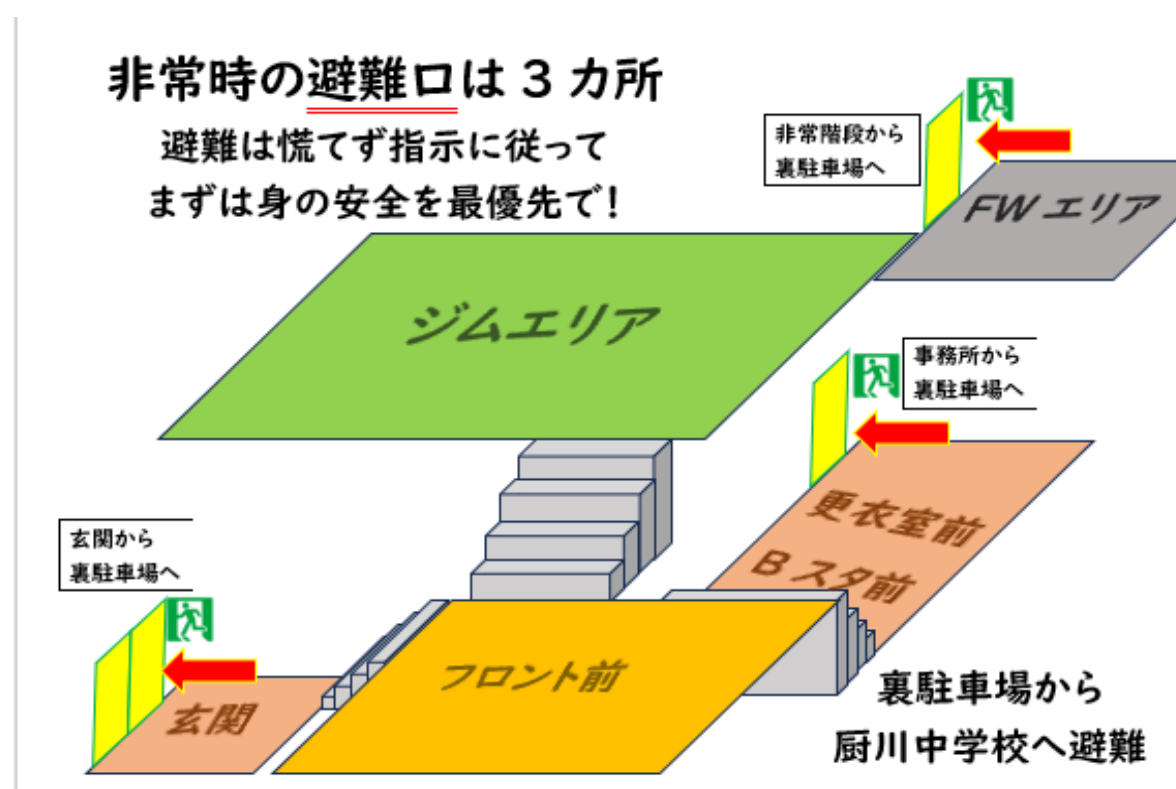 非常時の避難口は3カ所
避難は慌てず指示に従って
まずは身の安全を最優先で！
非常階段から
裏駐車場へ
FWエリア
ジムエリア
事務所から
裏駐車場へ
更衣室前
Bスタ前
玄関から
裏駐車場へ
フロント前
玄関
裏駐車場から
厨川中学校へ避難